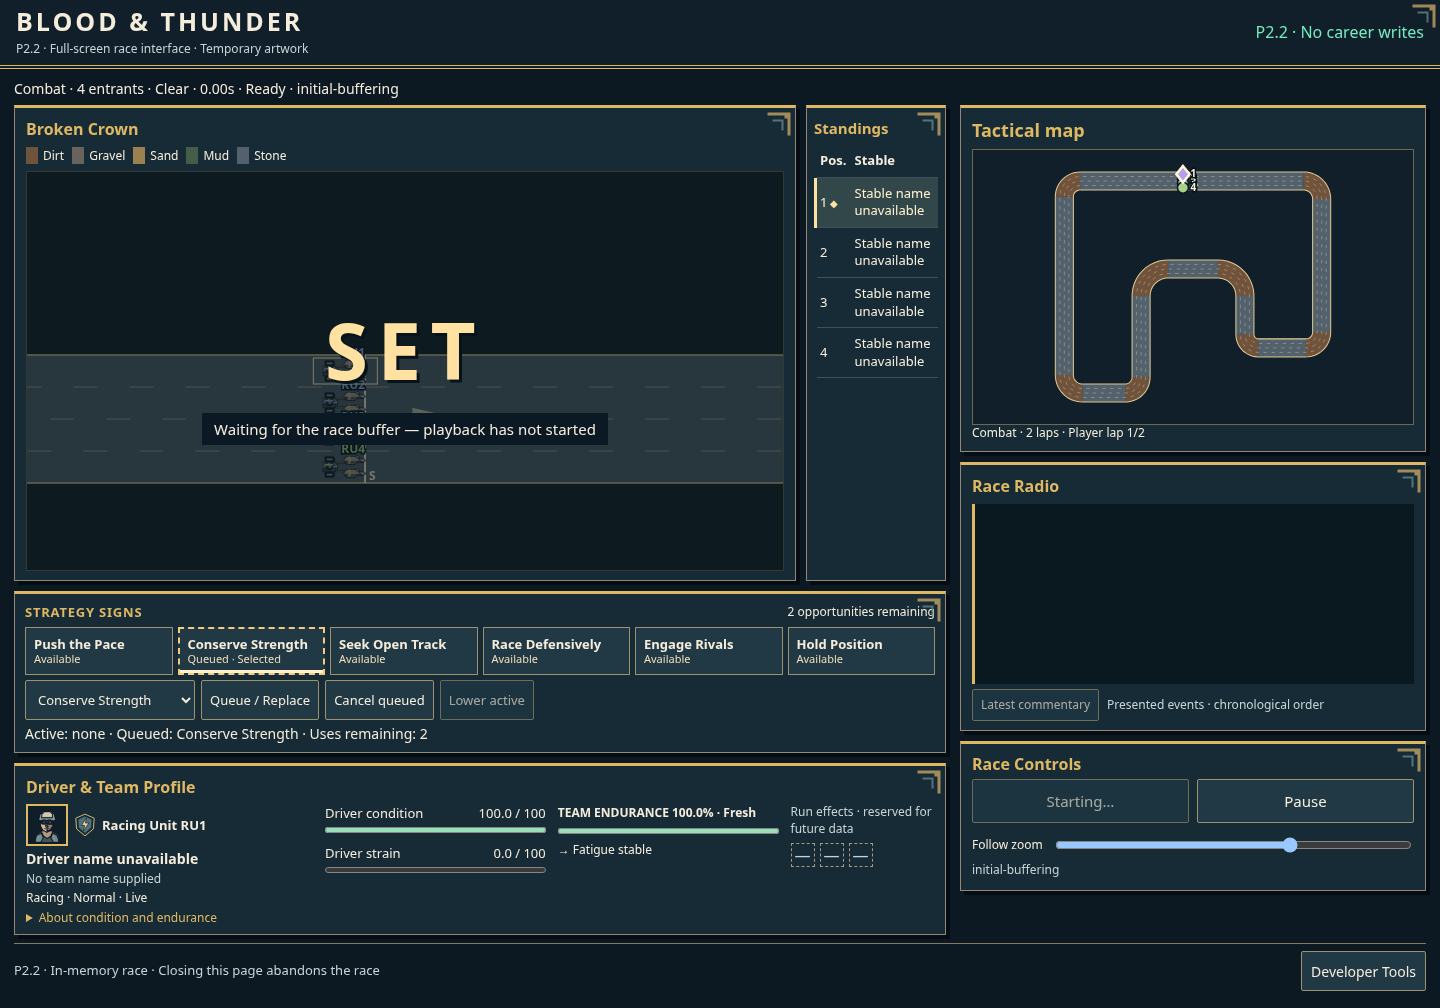 BLOOD & THUNDER
P2.2 · Full-screen race interface · Temporary artwork
P2.2 · No career writes
Combat · 4 entrants · Clear · 0.00s · Ready · initial-buffering
Broken Crown
Dirt Gravel Sand Mud Stone
SET
RU2
Waiting for the race buffer — playback has not started
RU4
S
Standings
Pos. Stable
1 Stable name
unavailable
2 Stable name
unavailable
3 Stable name
unavailable
4 Stable name
unavailable
Tactical map
1
4
Combat · 2 laps · Player lap 1/2
Race Radio
Latest commentary Presented events · chronological order
STRATEGY SIGNS
2 opportunities remaining
Push the Pace
Available
Conserve Strength
Queued · Selected
Seek Open Track
Available
Race Defensively
Available
Engage Rivals
Available
Hold Position
Available
Conserve Strength Queue / Replace Cancel queued Lower active
Active: none · Queued: Conserve Strength · Uses remaining: 2
Driver & Team Profile
Racing Unit RU1
Driver name unavailable
No team name supplied
Racing · Normal · Live
About condition and endurance
Driver condition 100.0 / 100
Driver strain 0.0 / 100
TEAM ENDURANCE 100.0% · Fresh
→ Fatigue stable
Run effects · reserved for
future data
— — —
Race Controls
Starting... Pause
Follow zoom
initial-buffering
P2.2 · In-memory race · Closing this page abandons the race
Developer Tools